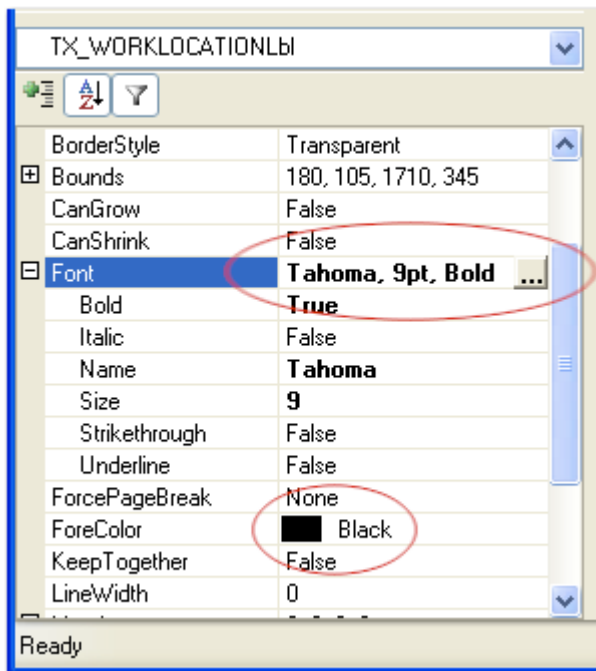 TX_WORKLOCATIONLbl
BorderStyle Transparent
Bounds 180, 105, 1710, 345
CanGrow False
CanShrink False
Font Tahoma, 9pt, Bold ...
Bold True
Italic False
Name Tahoma
Size 9
Strikethrough False
Underline False
ForcePageBreak None
ForeColor Black
KeepTogether False
LineWidth 0
Ready